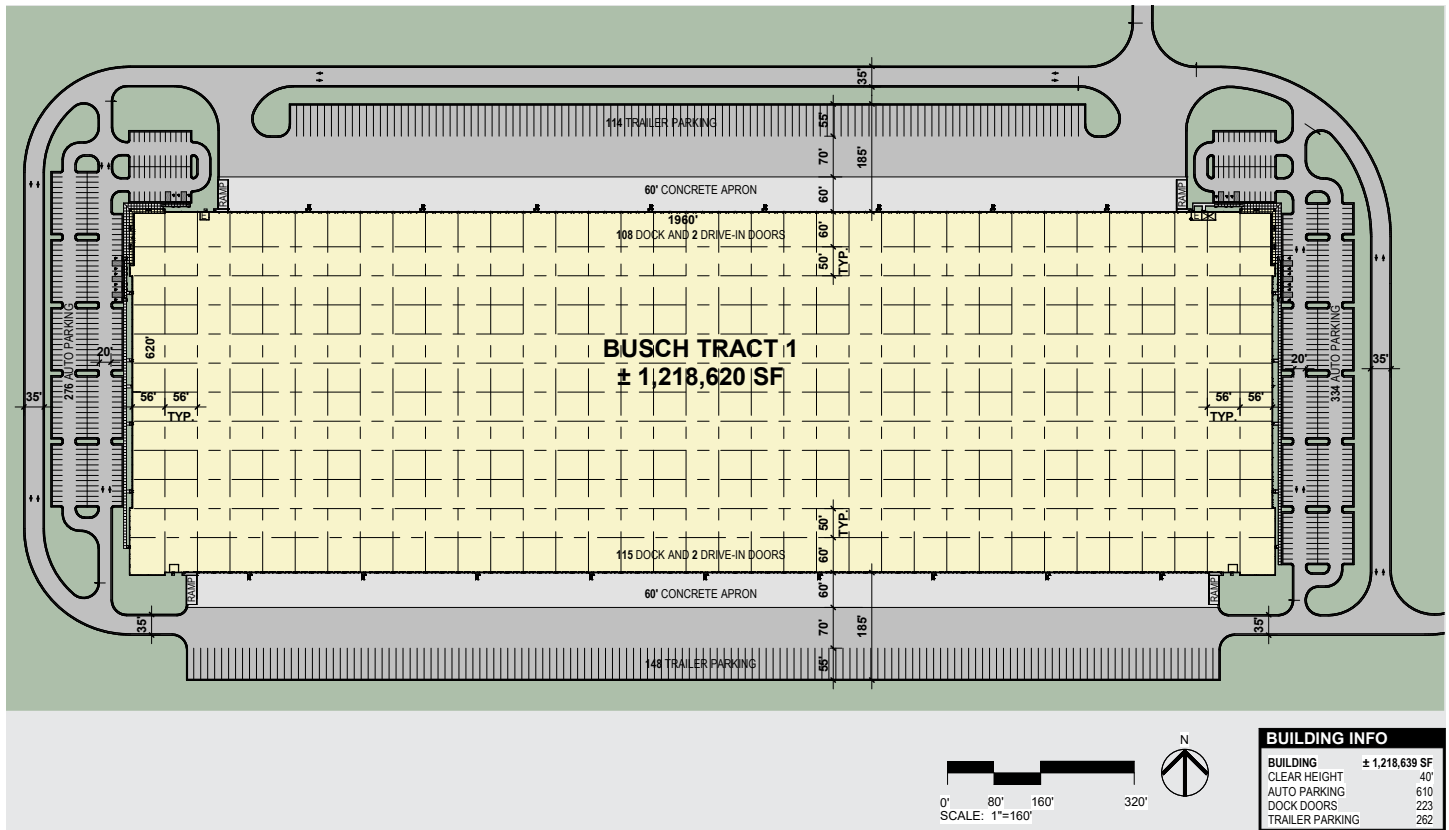 35'
114 TRAILER PARKING
55'
70'
185'
RAMP
60' CONCRETE APRON
60'
RAMP
E
1960'
108 DOCK AND 2 DRIVE-IN DOORS
60'
50'
TYP.
BUSCH TRACT 1
± 1,218,620 SF
620'
20'
276 AUTO PARKING
35'
56'
56'
TYP.
56'
56'
TYP.
20'
334 AUTO PARKING
35'
50'
TYP.
115 DOCK AND 2 DRIVE-IN DOORS
60'
RAMP
60' CONCRETE APRON
60'
RAMP
35'
70'
185'
35'
148 TRAILER PARKING
55'
N
0' 80' 160' 320'
SCALE: 1"=160'
BUILDING INFO
BUILDING ± 1,218,639 SF
CLEAR HEIGHT 40'
AUTO PARKING 610
DOCK DOORS 223
TRAILER PARKING 262